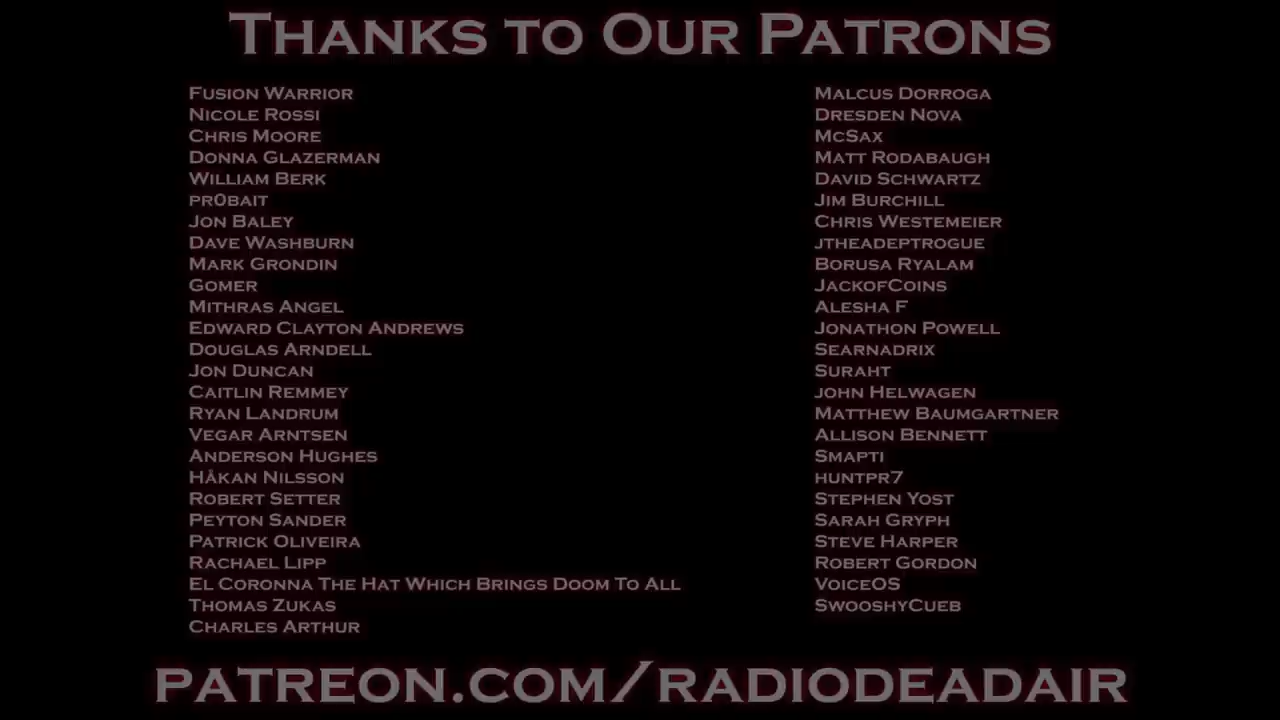 Thanks to Our Patrons
Fusion Warrior
Nicole Rossi
Chris Moore
Donna Glazerman
William Berk
pr0bait
Jon Baley
Dave Washburn
Mark Grondin
Gomer
Mithras Angel
Edward Clayton Andrews
Douglas Arndell
Jon Duncan
Caitlin Remmey
Ryan Landrum
Vegar Arntsen
Anderson Hughes
Håkan Nilsson
Robert Setter
Peyton Sander
Patrick Oliveira
Rachael Lipp
El Coronna The Hat Which Brings Doom To All
Thomas Zukas
Charles Arthur
Malcus Dorroga
Dresden Nova
McSax
Matt Rodabaugh
David Schwartz
Jim Burchill
Chris Westemeier
jtheadeptrogue
Borusa Ryalam
JackofCoins
Alesha F
Jonathon Powell
Searnadrix
Suraht
john Helwagen
Matthew Baumgartner
Allison Bennett
Smapti
huntpr7
Stephen Yost
Sarah Gryph
Steve Harper
Robert Gordon
VoiceOS
SwooshyCueb
patreon.com/radiodeadair